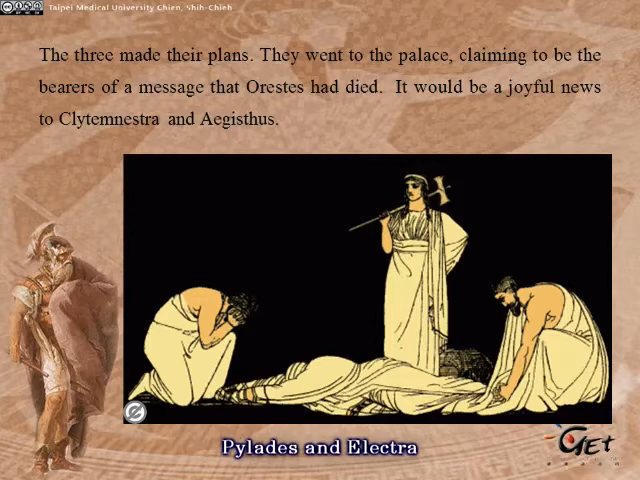 Taipei Medical University Chien, Shih-Chieh
The three made their plans. They went to the palace, claiming to be the
bearers of a message that Orestes had died. It would be a joyful news
to Clytemnestra and Aegisthus.
Pylades and Electra
GET